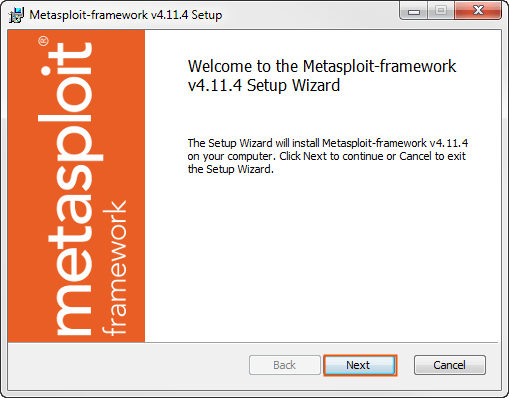 Metasploit-framework v4.11.4 Setup
metasploit®
framework
Welcome to the Metasploit-framework
v4.11.4 Setup Wizard
The Setup Wizard will install Metasploit-framework v4.11.4
on your computer. Click Next to continue or Cancel to exit
the Setup Wizard.
Back Next Cancel